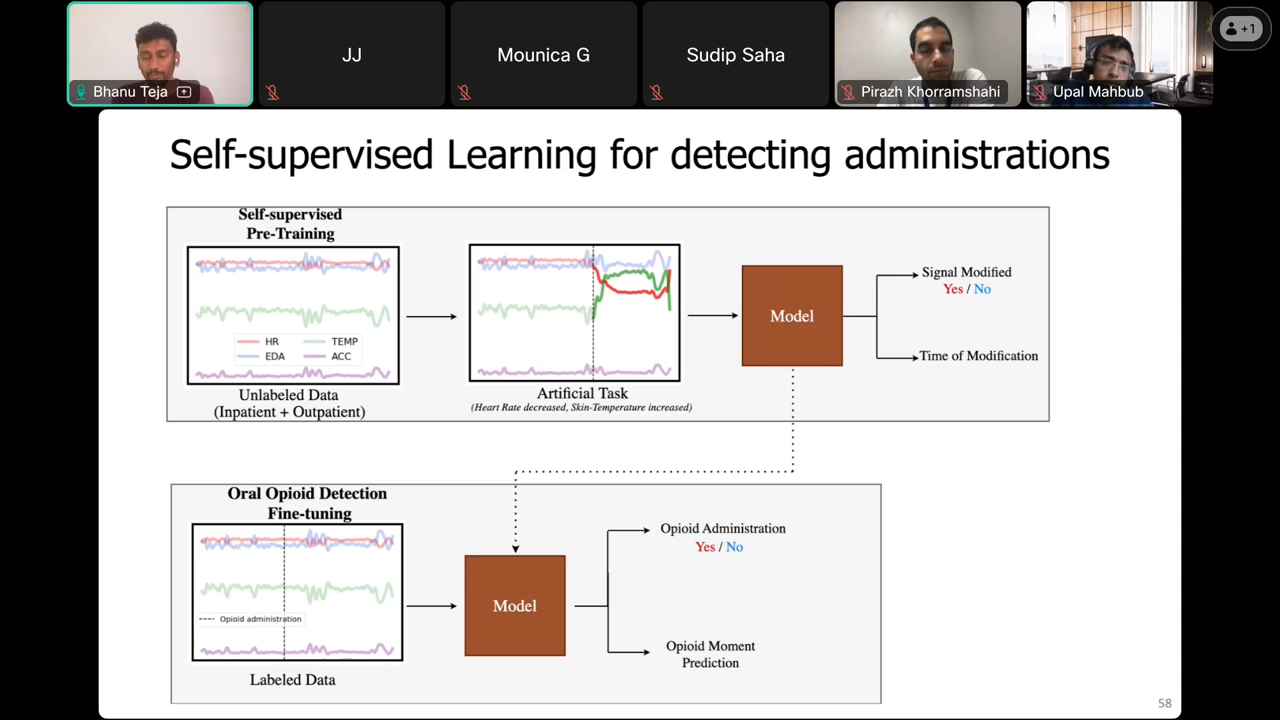 Bhanu Teja
JJ
Mounica G
Sudip Saha
Pirazh Khorramshahi
Upal Mahbub
+1
Self-supervised Learning for detecting administrations
Self-supervised
Pre-Training
HR
TEMP
EDA
ACC
Unlabeled Data
(Inpatient + Outpatient)
Artificial Task
(Heart Rate decreased, Skin-Temperature increased)
Model
Signal Modified
Yes / No
Time of Modification
Oral Opioid Detection
Fine-tuning
Opioid administration
Labeled Data
Model
Opioid Administration
Yes / No
Opioid Moment
Prediction
58